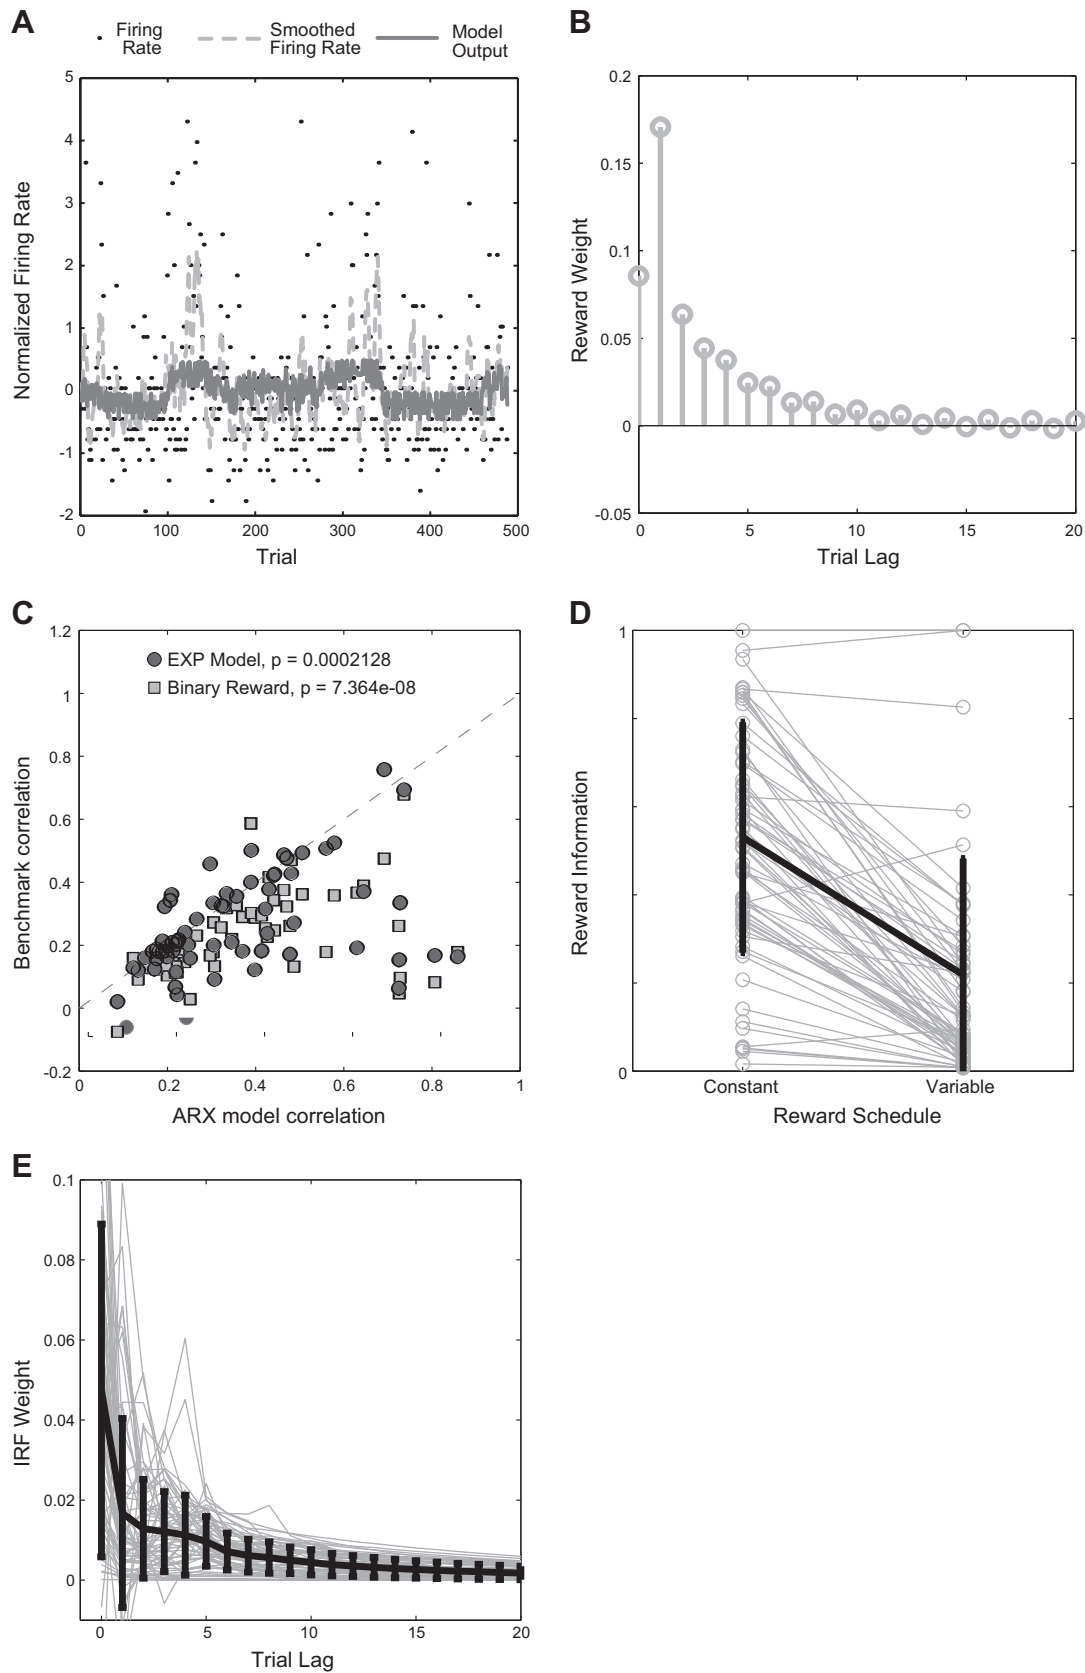 A
Firing
Rate
Smoothed
Firing Rate
Model
Output
5
4
3
2
1
0
-1
-2
Normalized Firing Rate
0 100 200 300 400 500
Trial
B
0.2
0.15
0.1
0.05
0
-0.05
Reward Weight
0 5 10 15 20
Trial Lag
C
1.2
1
0.8
0.6
0.4
0.2
0
-0.2
Benchmark correlation
EXP Model, p = 0.0002128
Binary Reward, p = 7.364e-08
0 0.2 0.4 0.6 0.8 1
ARX model correlation
D
1
0
Reward Information
Constant Variable
Reward Schedule
E
0.1
0.08
0.06
0.04
0.02
0
IRF Weight
0 5 10 15 20
Trial Lag